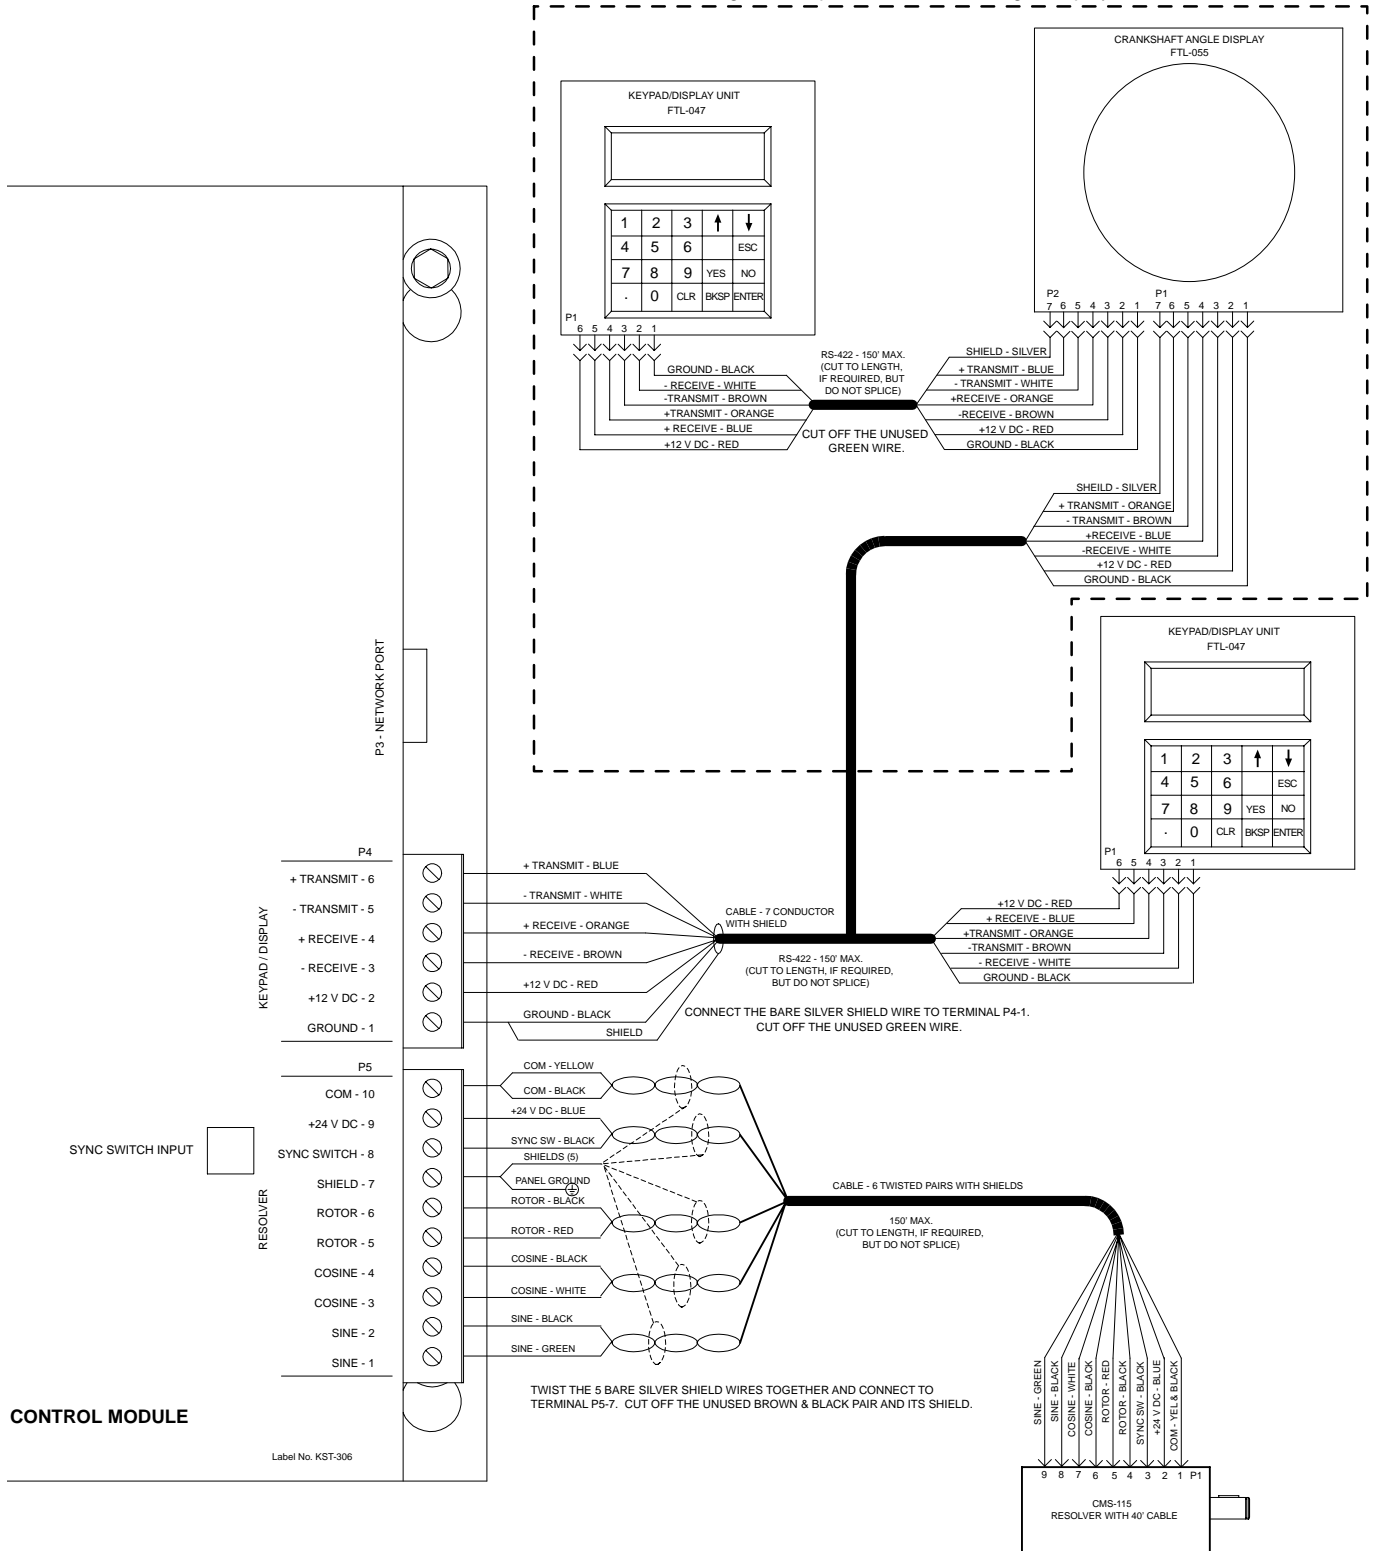 CRANKSHAFT ANGLE DISPLAY
FTL-055
KEYPAD/DISPLAY UNIT
FTL-047
1 2 3
4 5 6 ESC
7 8 9 YES NO
. 0 CLR BKSP ENTER
P1
6 5 4 3 2 1
P2
7 6 5 4 3 2 1
P1
7 6 5 4 3 2 1
GROUND - BLACK
- RECEIVE - WHITE
-TRANSMIT - BROWN
+TRANSMIT - ORANGE
+ RECEIVE - BLUE
+12 V DC - RED
RS-422 - 150' MAX.
(CUT TO LENGTH,
IF REQUIRED, BUT
DO NOT SPLICE)
CUT OFF THE UNUSED
GREEN WIRE.
SHIELD - SILVER
+ TRANSMIT - BLUE
- TRANSMIT - WHITE
+RECEIVE - ORANGE
-RECEIVE - BROWN
+12 V DC - RED
GROUND - BLACK
SHEILD - SILVER
+ TRANSMIT - ORANGE
- TRANSMIT - BROWN
+RECEIVE - BLUE
-RECEIVE - WHITE
+12 V DC - RED
GROUND - BLACK
KEYPAD/DISPLAY UNIT
FTL-047
1 2 3
4 5 6 ESC
7 8 9 YES NO
. 0 CLR BKSP ENTER
P1
6 5 4 3 2 1
+12 V DC - RED
+ RECEIVE - BLUE
+TRANSMIT - ORANGE
-TRANSMIT - BROWN
- RECEIVE - WHITE
GROUND - BLACK
P3 - NETWORK PORT
KEYPAD / DISPLAY
P4
+ TRANSMIT - 6
- TRANSMIT - 5
+ RECEIVE - 4
- RECEIVE - 3
+12 V DC - 2
GROUND - 1
+ TRANSMIT - BLUE
- TRANSMIT - WHITE
+ RECEIVE - ORANGE
- RECEIVE - BROWN
+12 V DC - RED
GROUND - BLACK
SHIELD
CABLE - 7 CONDUCTOR
WITH SHIELD
RS-422 - 150' MAX.
(CUT TO LENGTH, IF REQUIRED,
BUT DO NOT SPLICE)
CONNECT THE BARE SILVER SHIELD WIRE TO TERMINAL P4-1.
CUT OFF THE UNUSED GREEN WIRE.
SYNC SWITCH INPUT
RESOLVER
P5
COM - 10
+24 V DC - 9
SYNC SWITCH - 8
SHIELD - 7
ROTOR - 6
ROTOR - 5
COSINE - 4
COSINE - 3
SINE - 2
SINE - 1
COM - YELLOW
COM - BLACK
+24 V DC - BLUE
SYNC SW - BLACK
SHIELDS (5)
PANEL GROUND
ROTOR - BLACK
ROTOR - RED
COSINE - BLACK
COSINE - WHITE
SINE - BLACK
SINE - GREEN
CABLE - 6 TWISTED PAIRS WITH SHIELDS
150' MAX.
(CUT TO LENGTH, IF REQUIRED,
BUT DO NOT SPLICE)
TWIST THE 5 BARE SILVER SHIELD WIRES TOGETHER AND CONNECT TO
TERMINAL P5-7. CUT OFF THE UNUSED BROWN & BLACK PAIR AND ITS SHIELD.
SINE - GREEN
SINE - BLACK
COSINE - WHITE
COSINE - BLACK
ROTOR - RED
ROTOR - BLACK
SYNC SW - BLACK
+24 V DC - BLUE
COM - YEL & BLACK
9 8 7 6 5 4 3 2 1 P1
CMS-115
RESOLVER WITH 40' CABLE
CONTROL MODULE
Label No. KST-306